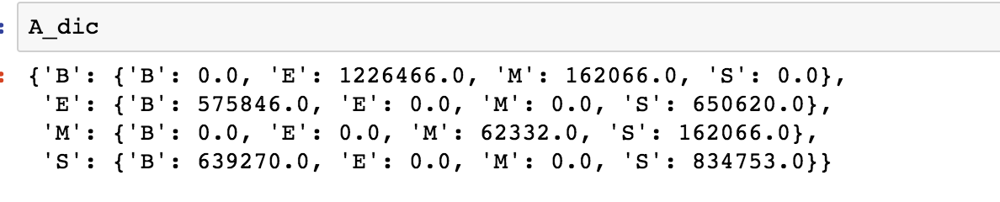 A_dic
{'B': {'B': 0.0, 'E': 1226466.0, 'M': 162066.0, 'S': 0.0},
'E': {'B': 575846.0, 'E': 0.0, 'M': 0.0, 'S': 650620.0},
'M': {'B': 0.0, 'E': 0.0, 'M': 62332.0, 'S': 162066.0},
'S': {'B': 639270.0, 'E': 0.0, 'M': 0.0, 'S': 834753.0}}